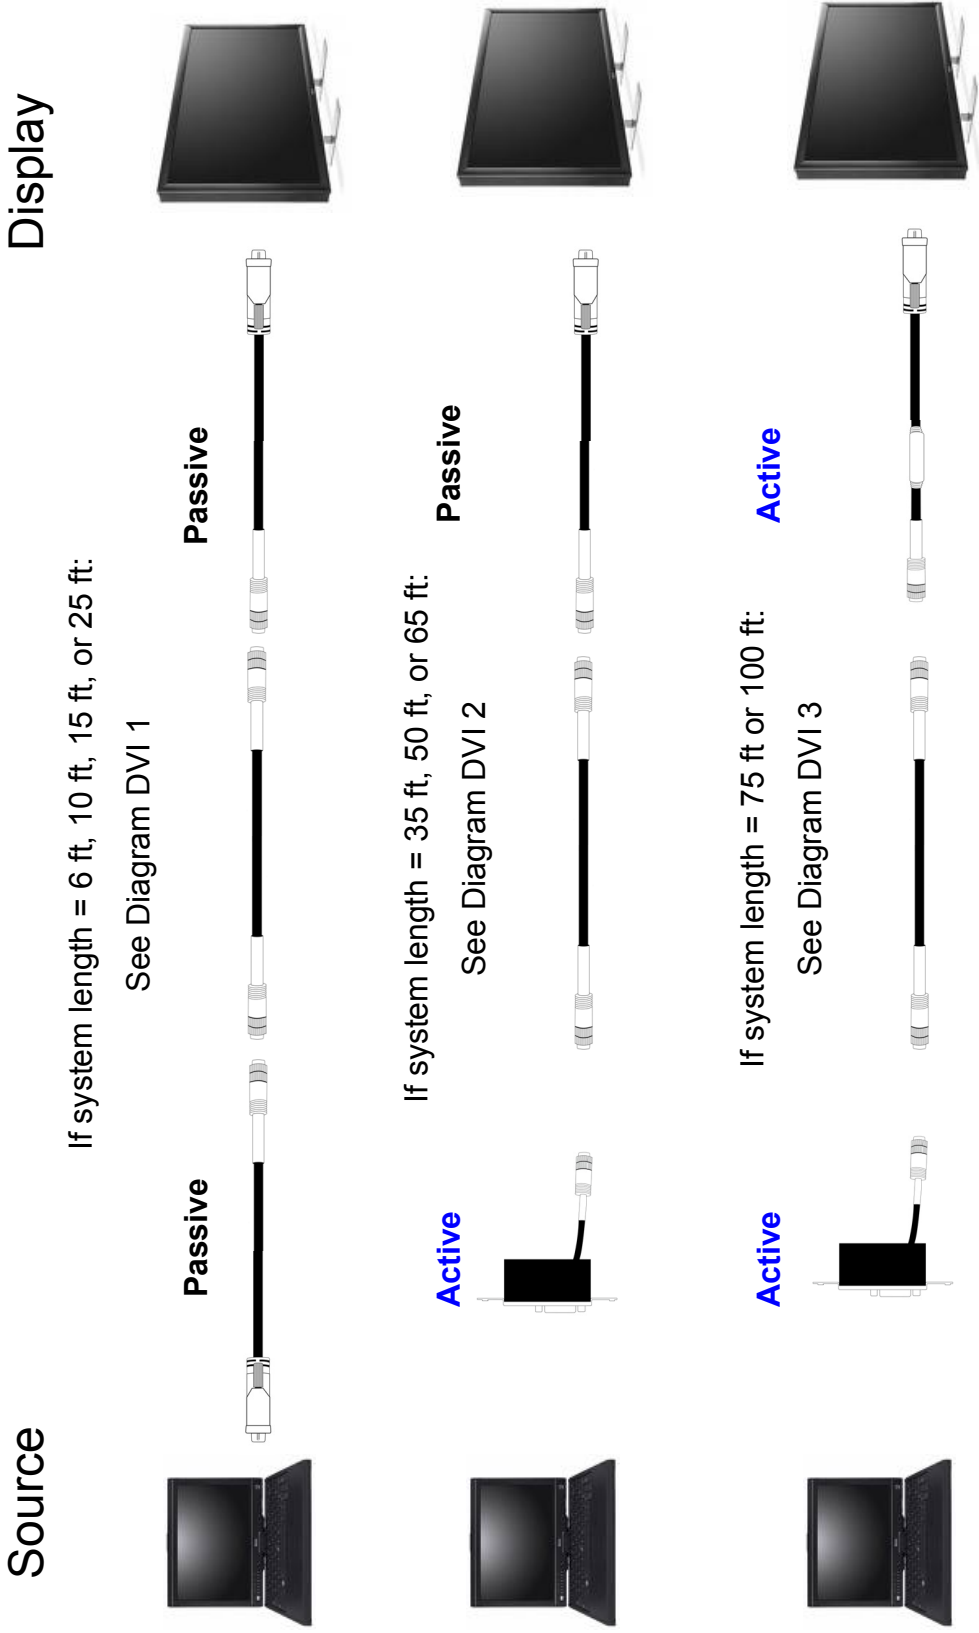 Source
Display
If system length = 6 ft, 10 ft, 15 ft, or 25 ft:
See Diagram DVI 1
Passive
Passive
If system length = 35 ft, 50 ft, or 65 ft:
See Diagram DVI 2
Active
Passive
If system length = 75 ft or 100 ft:
See Diagram DVI 3
Active
Active